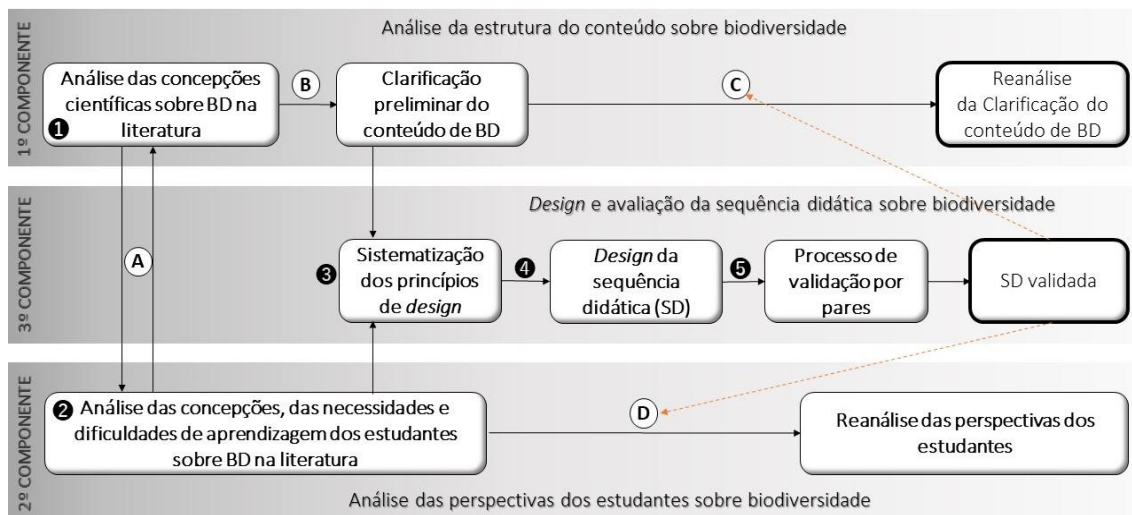 1º COMPONENTE
Análise da estrutura do conteúdo sobre biodiversidade
Análise das concepções
científicas sobre BD na
literatura
❶
B
Clarificação
preliminar do
conteúdo de BD
C
Reanálise
da Clarificação do
conteúdo de BD
3º COMPONENTE
Design e avaliação da sequência didática sobre biodiversidade
A
❸
Sistematização
dos princípios
de design
❹
Design da
sequência
didática (SD)
❺
Processo de
validação por
pares
SD validada
2º COMPONENTE
❷
Análise das concepções, das necessidades e
dificuldades de aprendizagem dos estudantes
sobre BD na literatura
D
Reanálise das perspectivas dos
estudantes
Análise das perspectivas dos estudantes sobre biodiversidade